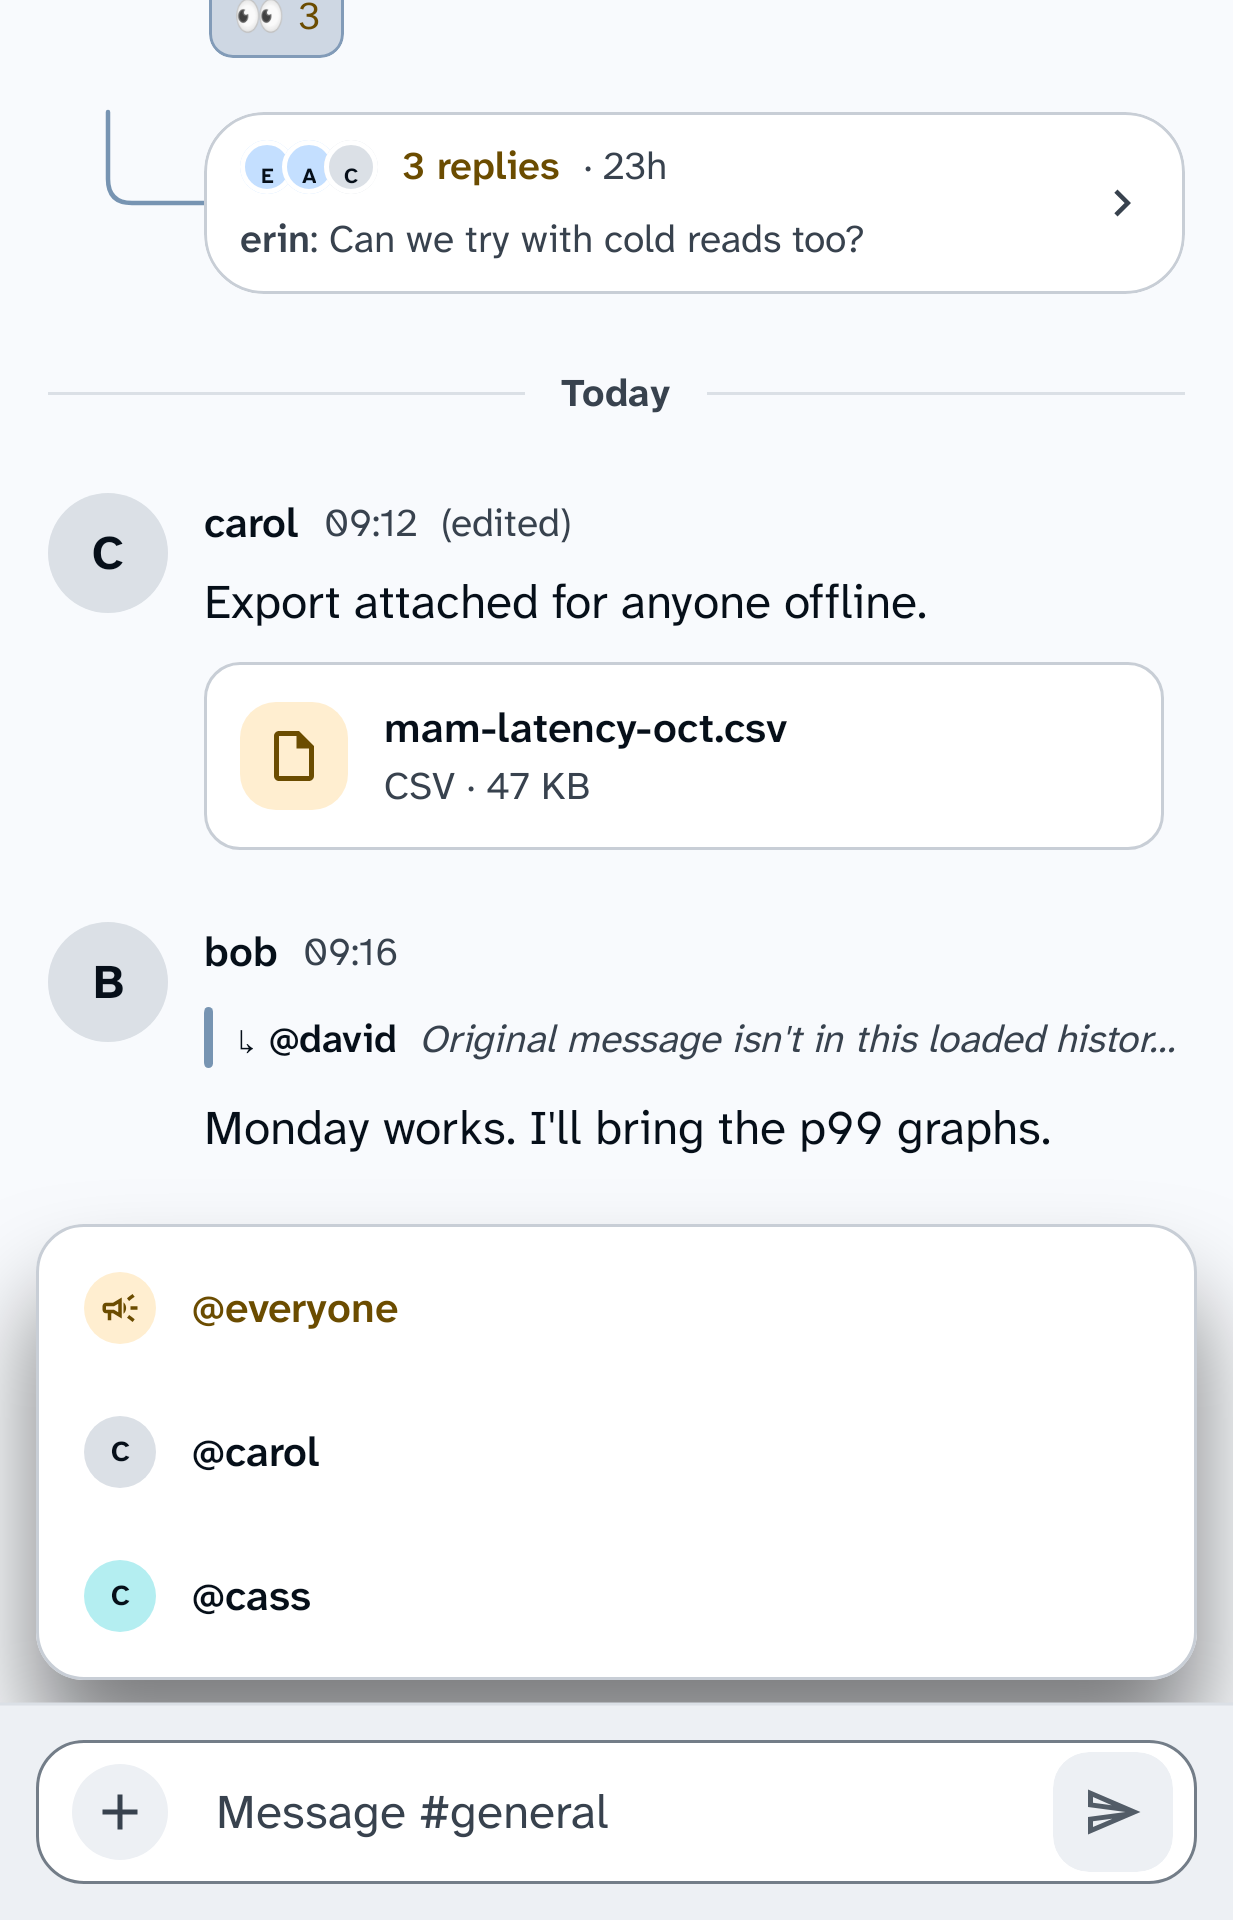 👀 3
E A C 3 replies · 23h
erin: Can we try with cold reads too?
Today
C carol 09:12 (edited)
Export attached for anyone offline.
mam-latency-oct.csv
CSV · 47 KB
B bob 09:16
↳ @david Original message isn't in this loaded histor...
Monday works. I'll bring the p99 graphs.
@everyone
C @carol
C @cass
Message #general